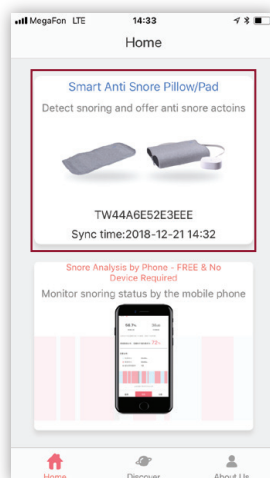 MegaFon LTE 14:33
Home
Smart Anti Snore Pillow/Pad
Detect snoring and offer anti snore actoins
TW44A6E52E3EEE
Sync time:2018-12-21 14:32
Snore Analysis by Phone - FREE & No
Device Required
Monitor snoring status by the mobile phone
Home Discover About Us